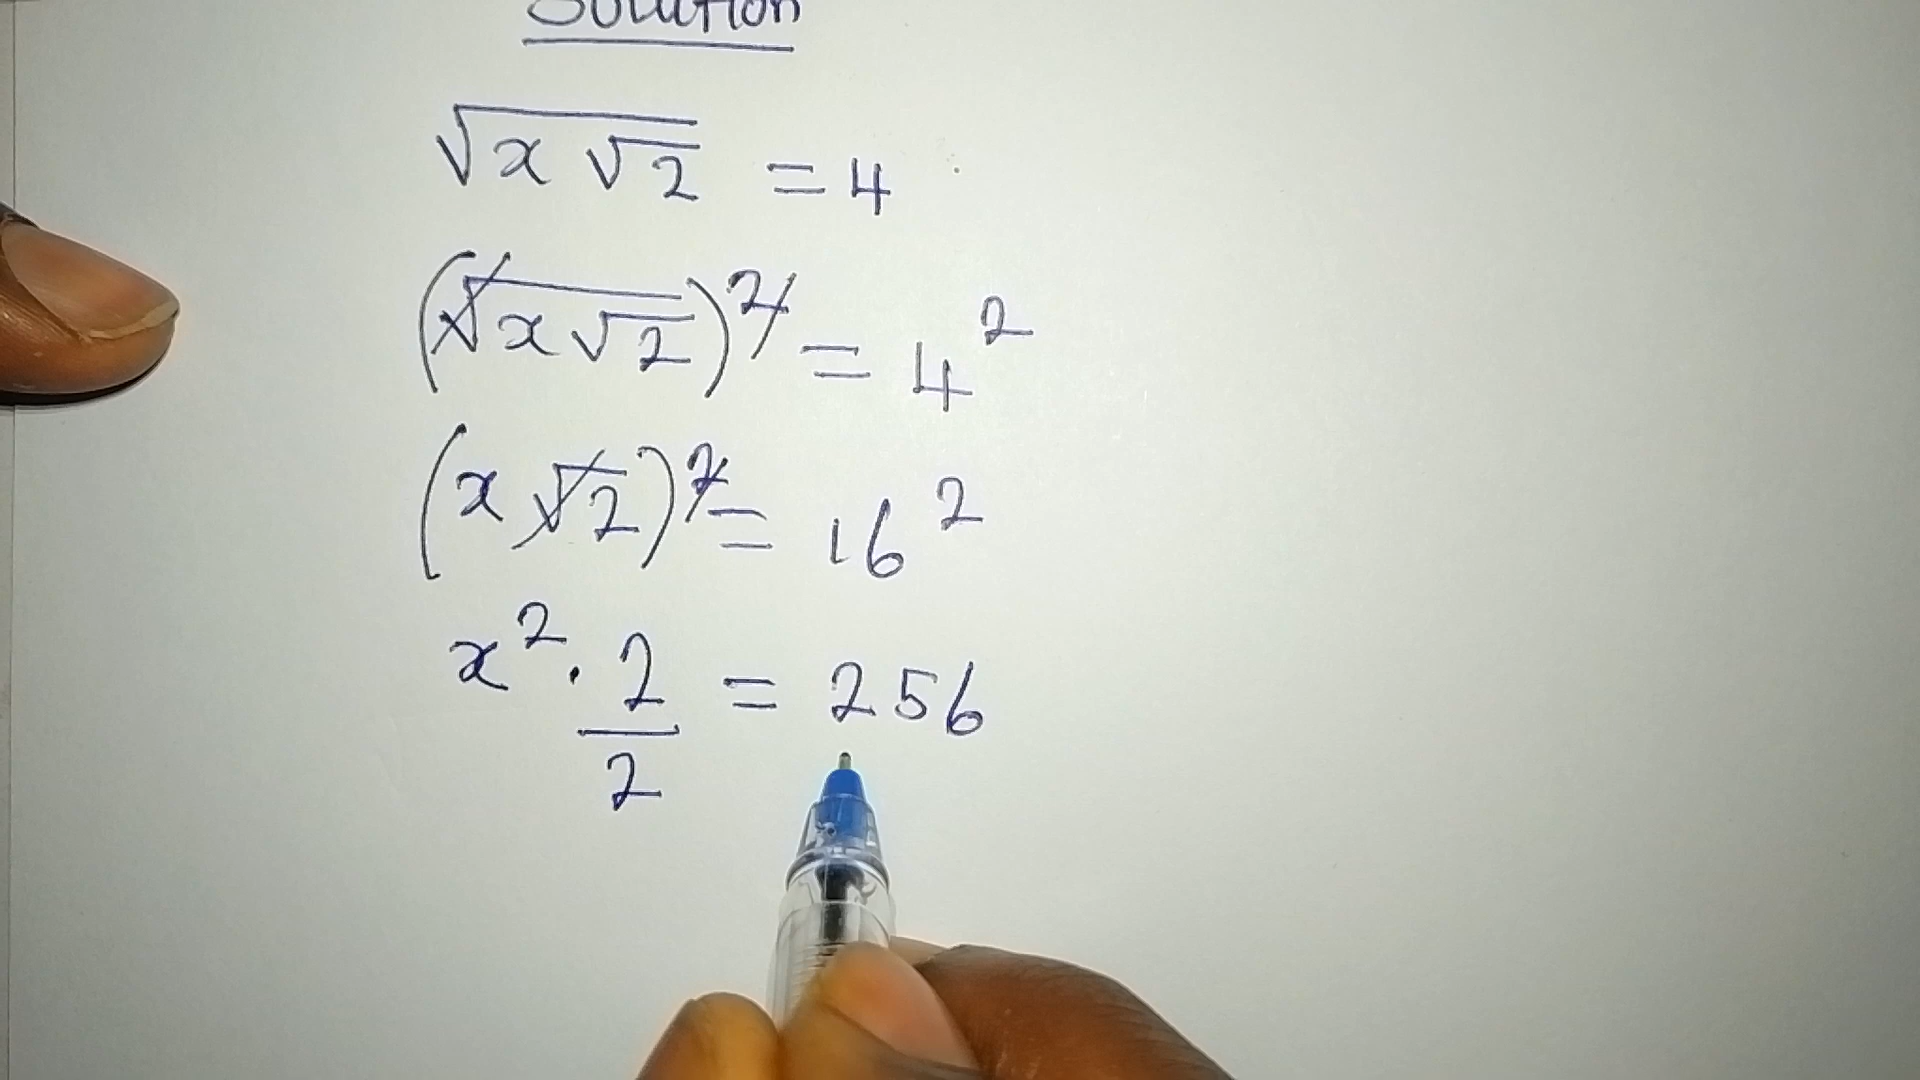 Solution
√(x√2) = 4
(√(x√2))² = 4²
(x√2)² = 16²
x² · 2/2 = 256